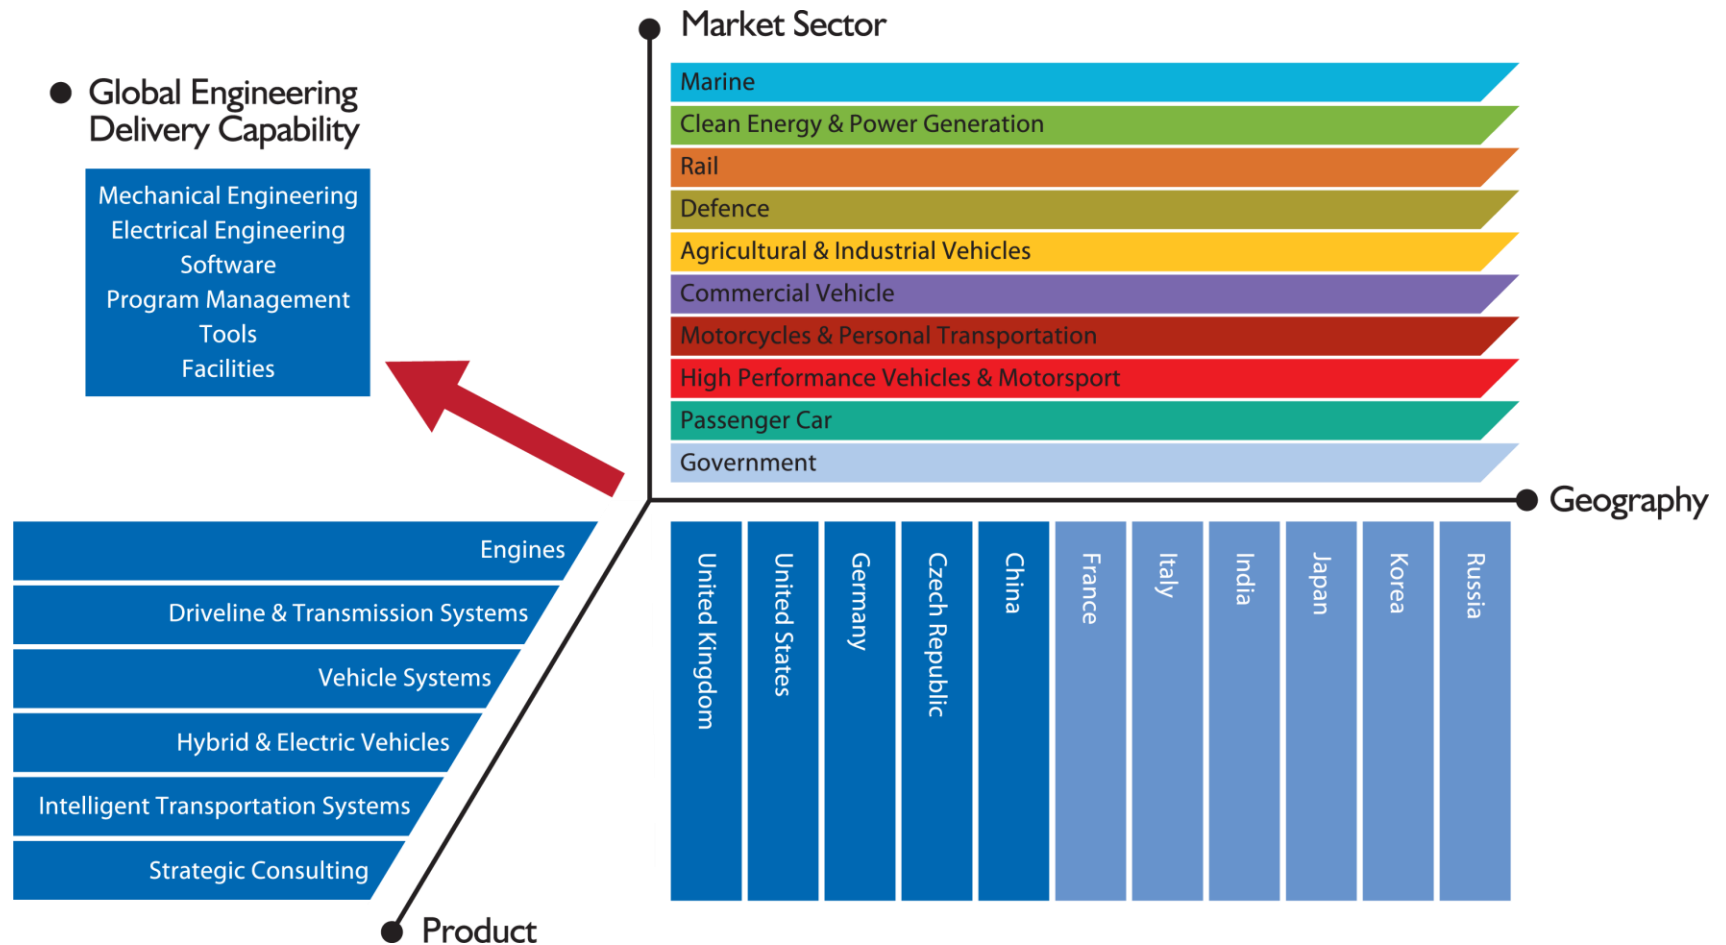 Market Sector
Global Engineering
Delivery Capability
Mechanical Engineering
Electrical Engineering
Software
Program Management
Tools
Facilities
Marine
Clean Energy & Power Generation
Rail
Defence
Agricultural & Industrial Vehicles
Commercial Vehicle
Motorcycles & Personal Transportation
High Performance Vehicles & Motorsport
Passenger Car
Government
Geography
Engines
Driveline & Transmission Systems
Vehicle Systems
Hybrid & Electric Vehicles
Intelligent Transportation Systems
Strategic Consulting
Product
United Kingdom
United States
Germany
Czech Republic
China
France
Italy
India
Japan
Korea
Russia